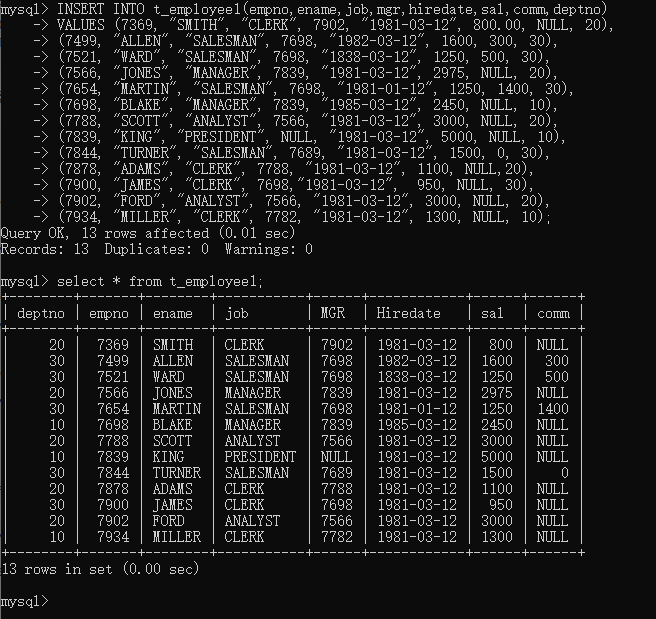 mysql> INSERT INTO t_employee1(empno,ename,job,mgr,hiredate,sal,comm,deptno)
    -> VALUES (7369, "SMITH", "CLERK", 7902, "1981-03-12", 800.00, NULL, 20),
    -> (7499, "ALLEN", "SALESMAN", 7698, "1982-03-12", 1600, 300, 30),
    -> (7521, "WARD", "SALESMAN", 7698, "1838-03-12", 1250, 500, 30),
    -> (7566, "JONES", "MANAGER", 7839, "1981-03-12", 2975, NULL, 20),
    -> (7654, "MARTIN", "SALESMAN", 7698, "1981-01-12", 1250, 1400, 30),
    -> (7698, "BLAKE", "MANAGER", 7839, "1985-03-12", 2450, NULL, 10),
    -> (7788, "SCOTT", "ANALYST", 7566, "1981-03-12", 3000, NULL, 20),
    -> (7839, "KING", "PRESIDENT", NULL, "1981-03-12", 5000, NULL, 10),
    -> (7844, "TURNER", "SALESMAN", 7689, "1981-03-12", 1500, 0, 30),
    -> (7878, "ADAMS", "CLERK", 7788, "1981-03-12", 1100, NULL,20),
    -> (7900, "JAMES", "CLERK", 7698,"1981-03-12", 950, NULL, 30),
    -> (7902, "FORD", "ANALYST", 7566, "1981-03-12", 3000, NULL, 20),
    -> (7934, "MILLER", "CLERK", 7782, "1981-03-12", 1300, NULL, 10);
Query OK, 13 rows affected (0.01 sec)
Records: 13  Duplicates: 0  Warnings: 0
mysql> select * from t_employee1;
| deptno | empno | ename | job | MGR | Hiredate | sal | comm |
| 20 | 7369 | SMITH | CLERK | 7902 | 1981-03-12 | 800 | NULL |
| 30 | 7499 | ALLEN | SALESMAN | 7698 | 1982-03-12 | 1600 | 300 |
| 30 | 7521 | WARD | SALESMAN | 7698 | 1838-03-12 | 1250 | 500 |
| 20 | 7566 | JONES | MANAGER | 7839 | 1981-03-12 | 2975 | NULL |
| 30 | 7654 | MARTIN | SALESMAN | 7698 | 1981-01-12 | 1250 | 1400 |
| 10 | 7698 | BLAKE | MANAGER | 7839 | 1985-03-12 | 2450 | NULL |
| 20 | 7788 | SCOTT | ANALYST | 7566 | 1981-03-12 | 3000 | NULL |
| 10 | 7839 | KING | PRESIDENT | NULL | 1981-03-12 | 5000 | NULL |
| 30 | 7844 | TURNER | SALESMAN | 7689 | 1981-03-12 | 1500 | 0 |
| 20 | 7878 | ADAMS | CLERK | 7788 | 1981-03-12 | 1100 | NULL |
| 30 | 7900 | JAMES | CLERK | 7698 | 1981-03-12 | 950 | NULL |
| 20 | 7902 | FORD | ANALYST | 7566 | 1981-03-12 | 3000 | NULL |
| 10 | 7934 | MILLER | CLERK | 7782 | 1981-03-12 | 1300 | NULL |
13 rows in set (0.00 sec)
mysql>